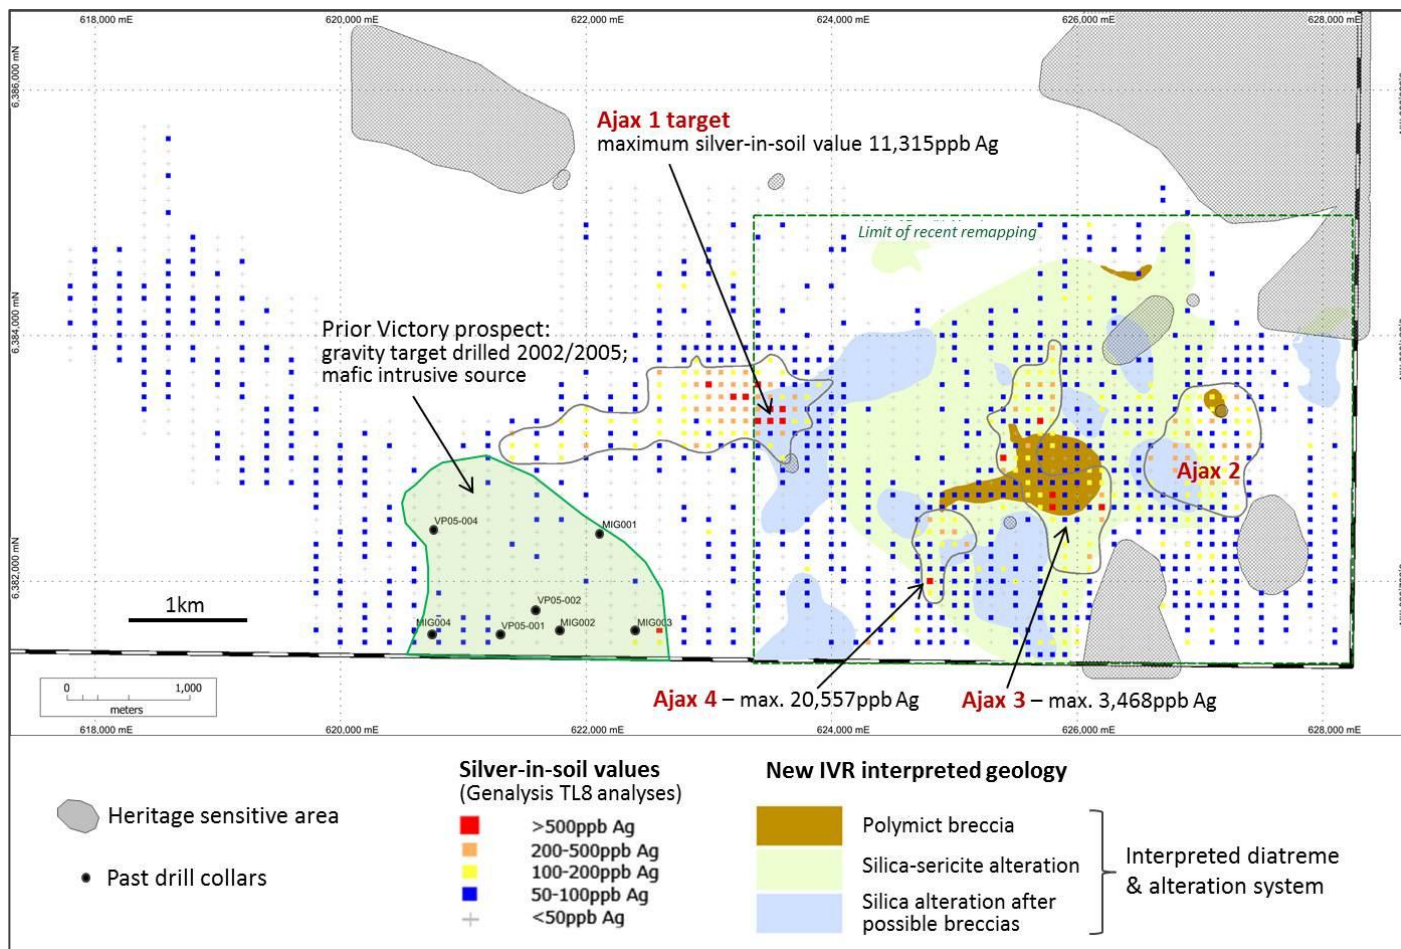 618,000 mE
620,000 mE
622,000 mE
624,000 mE
626,000 mE
628,000 mE
6,386,000 mN
6,384,000 mN
6,382,000 mN
Ajax 1 target
maximum silver-in-soil value 11,315ppb Ag
Limit of recent remapping
Prior Victory prospect:
gravity target drilled 2002/2005;
mafic intrusive source
Ajax 2
VP05-004
MIG001
VP05-002
MIG004
VP05-001
MIG002
MIG003
1km
0
1,000
meters
Ajax 4 – max. 20,557ppb Ag
Ajax 3 – max. 3,468ppb Ag
618,000 mE
620,000 mE
622,000 mE
624,000 mE
626,000 mE
628,000 mE
Heritage sensitive area
Past drill collars
Silver-in-soil values
(Genalysis TL8 analyses)
>500ppb Ag
200-500ppb Ag
100-200ppb Ag
50-100ppb Ag
<50ppb Ag
New IVR interpreted geology
Polymict breccia
Silica-sericite alteration
Silica alteration after
possible breccias
Interpreted diatreme
& alteration system